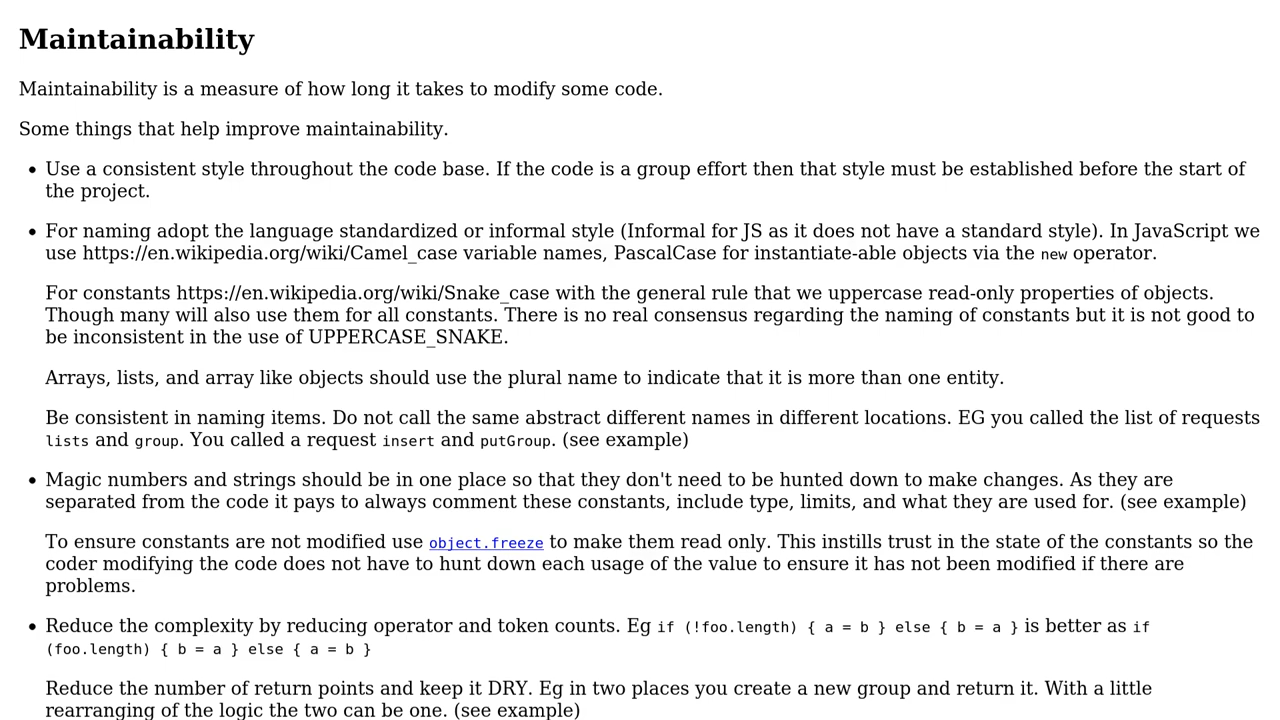 Maintainability
Maintainability is a measure of how long it takes to modify some code.
Some things that help improve maintainability.
• Use a consistent style throughout the code base. If the code is a group effort then that style must be established before the start of
the project.
• For naming adopt the language standardized or informal style (Informal for JS as it does not have a standard style). In JavaScript we
use https://en.wikipedia.org/wiki/Camel_case variable names, PascalCase for instantiate-able objects via the new operator.
For constants https://en.wikipedia.org/wiki/Snake_case with the general rule that we uppercase read-only properties of objects.
Though many will also use them for all constants. There is no real consensus regarding the naming of constants but it is not good to
be inconsistent in the use of UPPERCASE_SNAKE.
Arrays, lists, and array like objects should use the plural name to indicate that it is more than one entity.
Be consistent in naming items. Do not call the same abstract different names in different locations. EG you called the list of requests
lists and group. You called a request insert and putGroup. (see example)
• Magic numbers and strings should be in one place so that they don't need to be hunted down to make changes. As they are
separated from the code it pays to always comment these constants, include type, limits, and what they are used for. (see example)
To ensure constants are not modified use object.freeze to make them read only. This instills trust in the state of the constants so the
coder modifying the code does not have to hunt down each usage of the value to ensure it has not been modified if there are
problems.
• Reduce the complexity by reducing operator and token counts. Eg if (!foo.length) { a = b } else { b = a } is better as if
(foo.length) { b = a } else { a = b }
Reduce the number of return points and keep it DRY. Eg in two places you create a new group and return it. With a little
rearranging of the logic the two can be one. (see example)